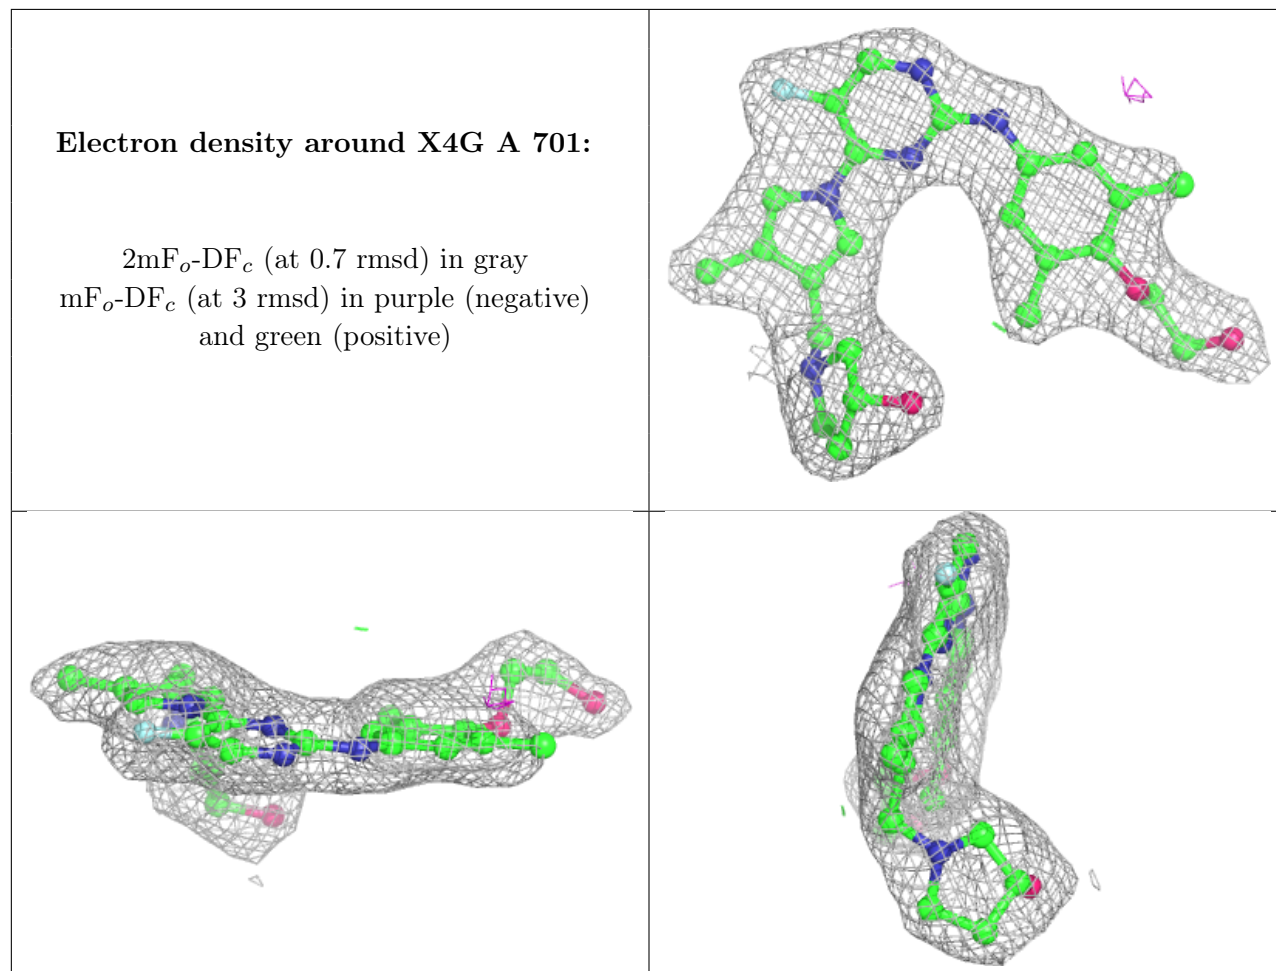 Electron density around X4G A 701:
2mFo-DFc (at 0.7 rmsd) in gray
mFo-DFc (at 3 rmsd) in purple (negative)
and green (positive)